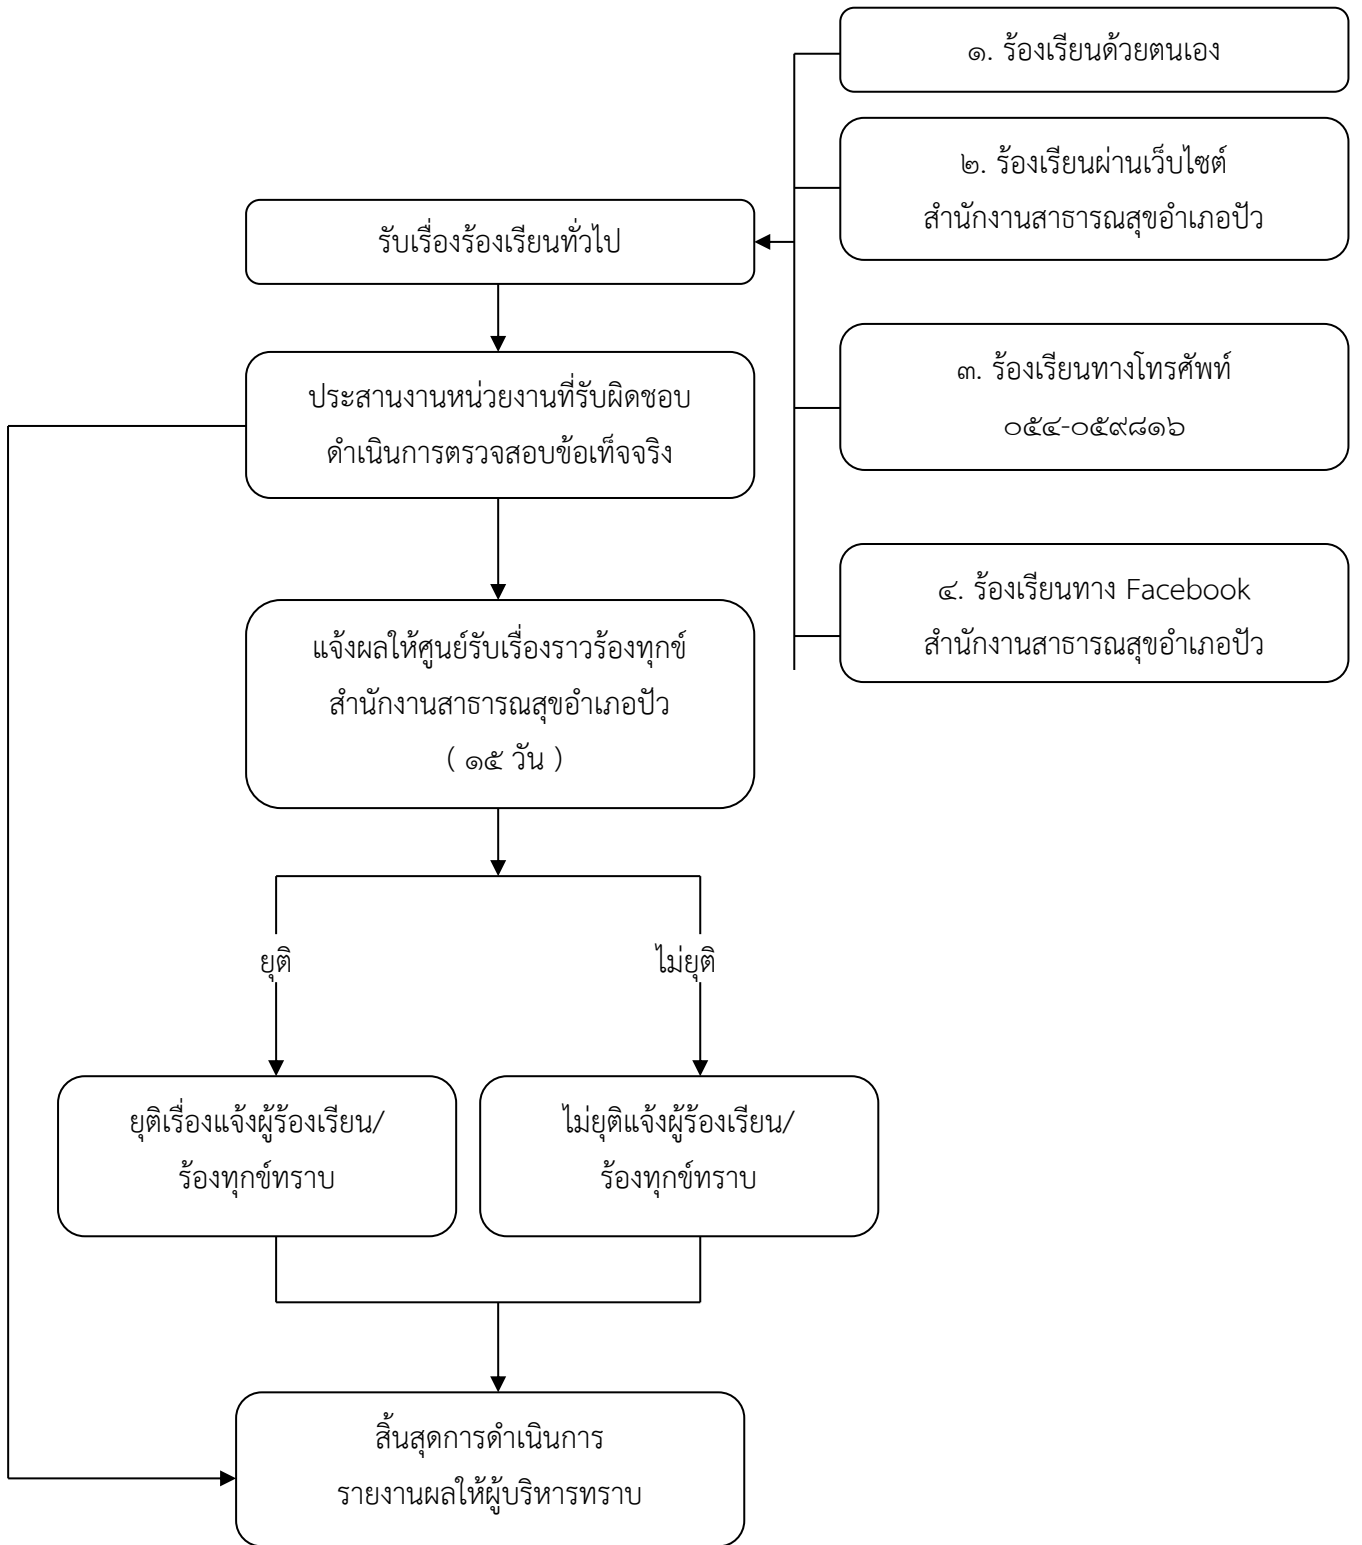 ๑. ร้องเรียนด้วยตนเอง
๒. ร้องเรียนผ่านเว็บไซต์
สำนักงานสาธารณสุขอำเภอปัว
รับเรื่องร้องเรียนทั่วไป
๓. ร้องเรียนทางโทรศัพท์
๐๕๔-๐๕๙๘๑๖
ประสานงานหน่วยงานที่รับผิดชอบ
ดำเนินการตรวจสอบข้อเท็จจริง
๔. ร้องเรียนทาง Facebook
สำนักงานสาธารณสุขอำเภอปัว
แจ้งผลให้ศูนย์รับเรื่องราวร้องทุกข์
สำนักงานสาธารณสุขอำเภอปัว
( ๑๕ วัน )
ยุติ
ไม่ยุติ
ยุติเรื่องแจ้งผู้ร้องเรียน/
ร้องทุกข์ทราบ
ไม่ยุติแจ้งผู้ร้องเรียน/
ร้องทุกข์ทราบ
สิ้นสุดการดำเนินการ
รายงานผลให้ผู้บริหารทราบ